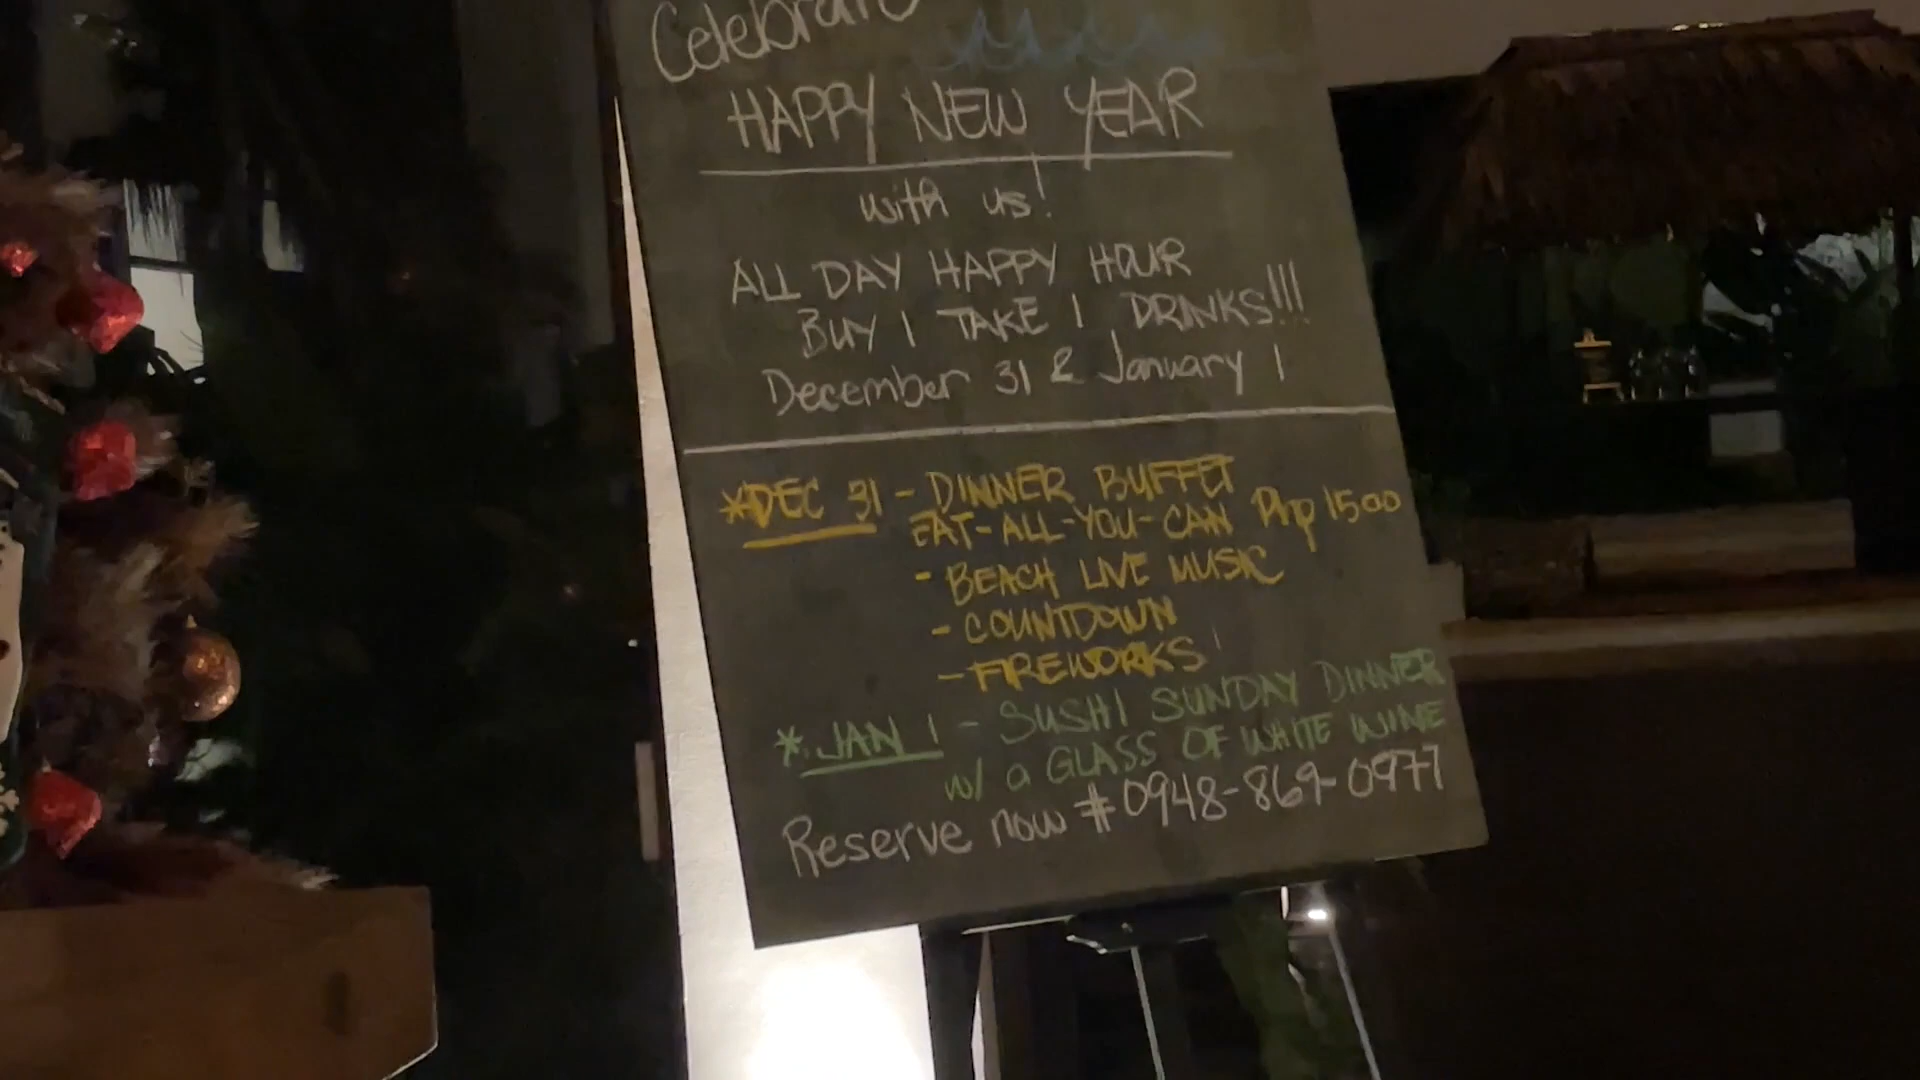 Celebrate
HAPPY NEW YEAR
with us!
ALL DAY HAPPY HOUR
BUY 1 TAKE 1 DRINKS!!!
December 31 & January 1
*DEC 31 - DINNER BUFFET
EAT-ALL-YOU-CAN Php 1500
- BEACH LIVE MUSIC
- COUNTDOWN
- FIREWORKS
*JAN 1 - SUSHI SUNDAY DINNER
w/ a GLASS OF WHITE WINE
Reserve now # 0948-869-0977